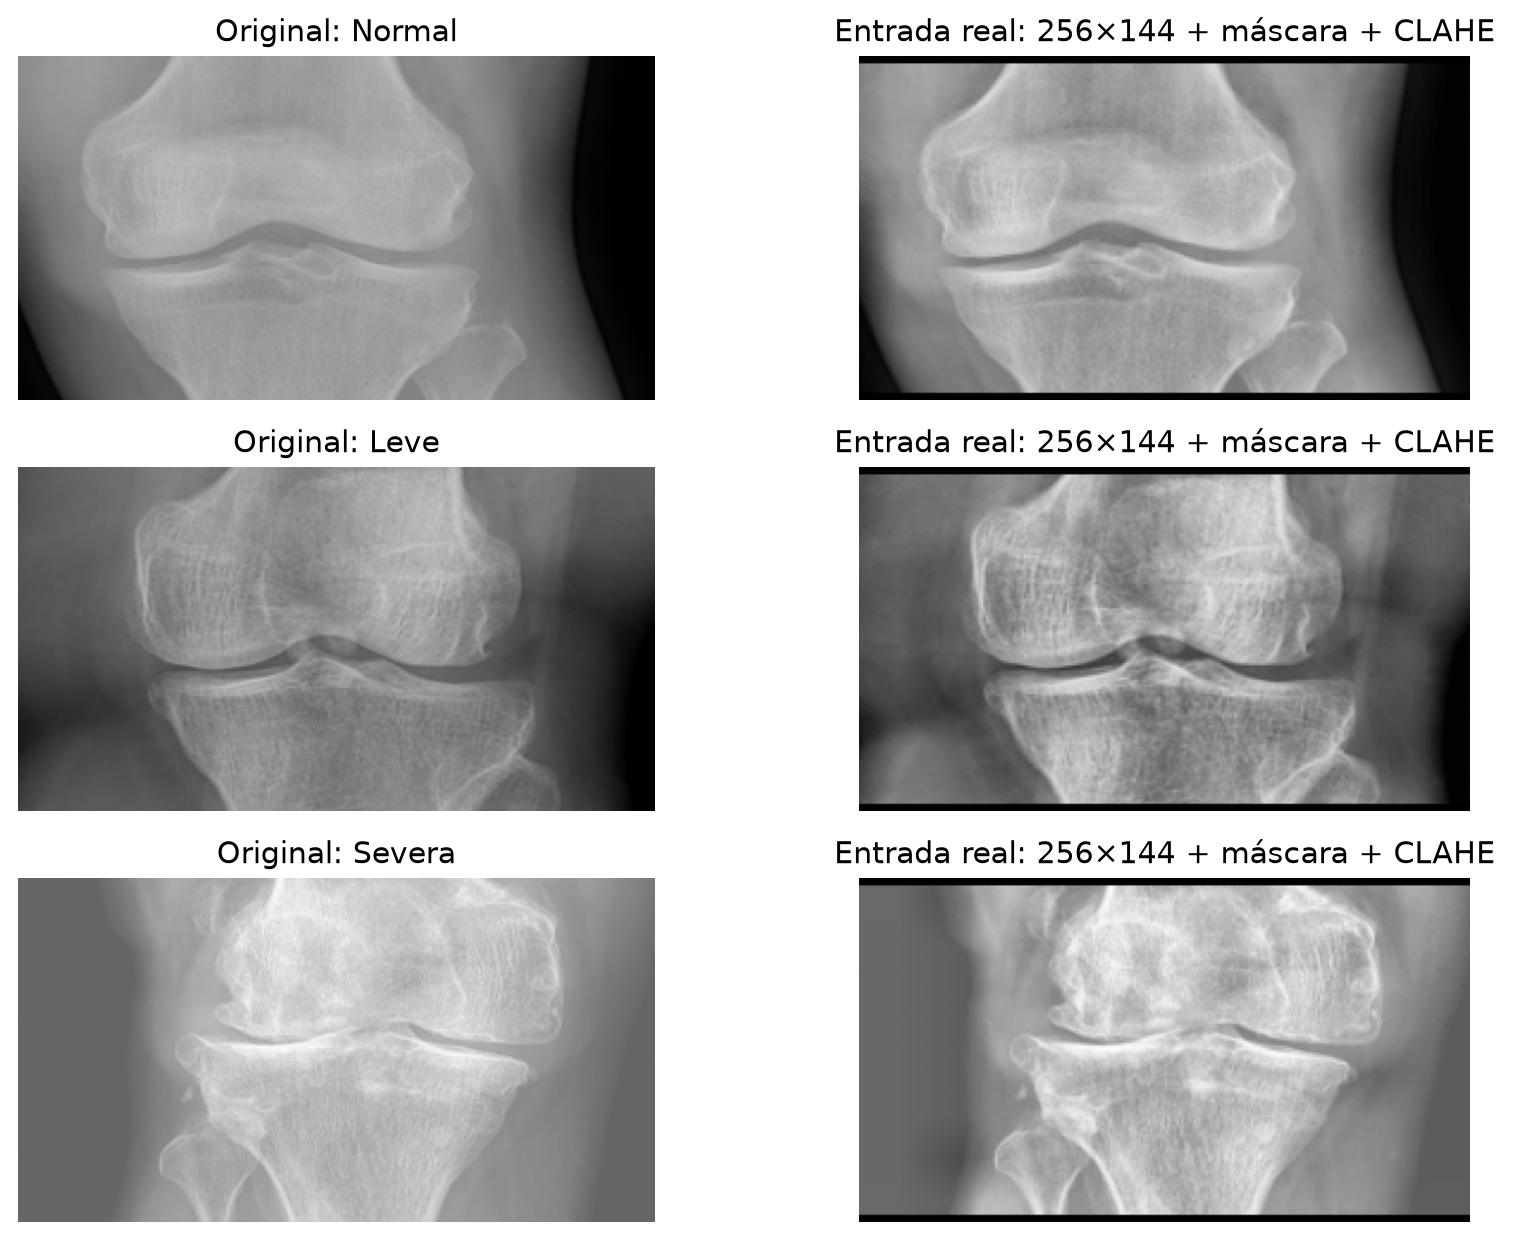 Original: Normal
Entrada real: 256×144 + máscara + CLAHE
Original: Leve
Entrada real: 256×144 + máscara + CLAHE
Original: Severa
Entrada real: 256×144 + máscara + CLAHE